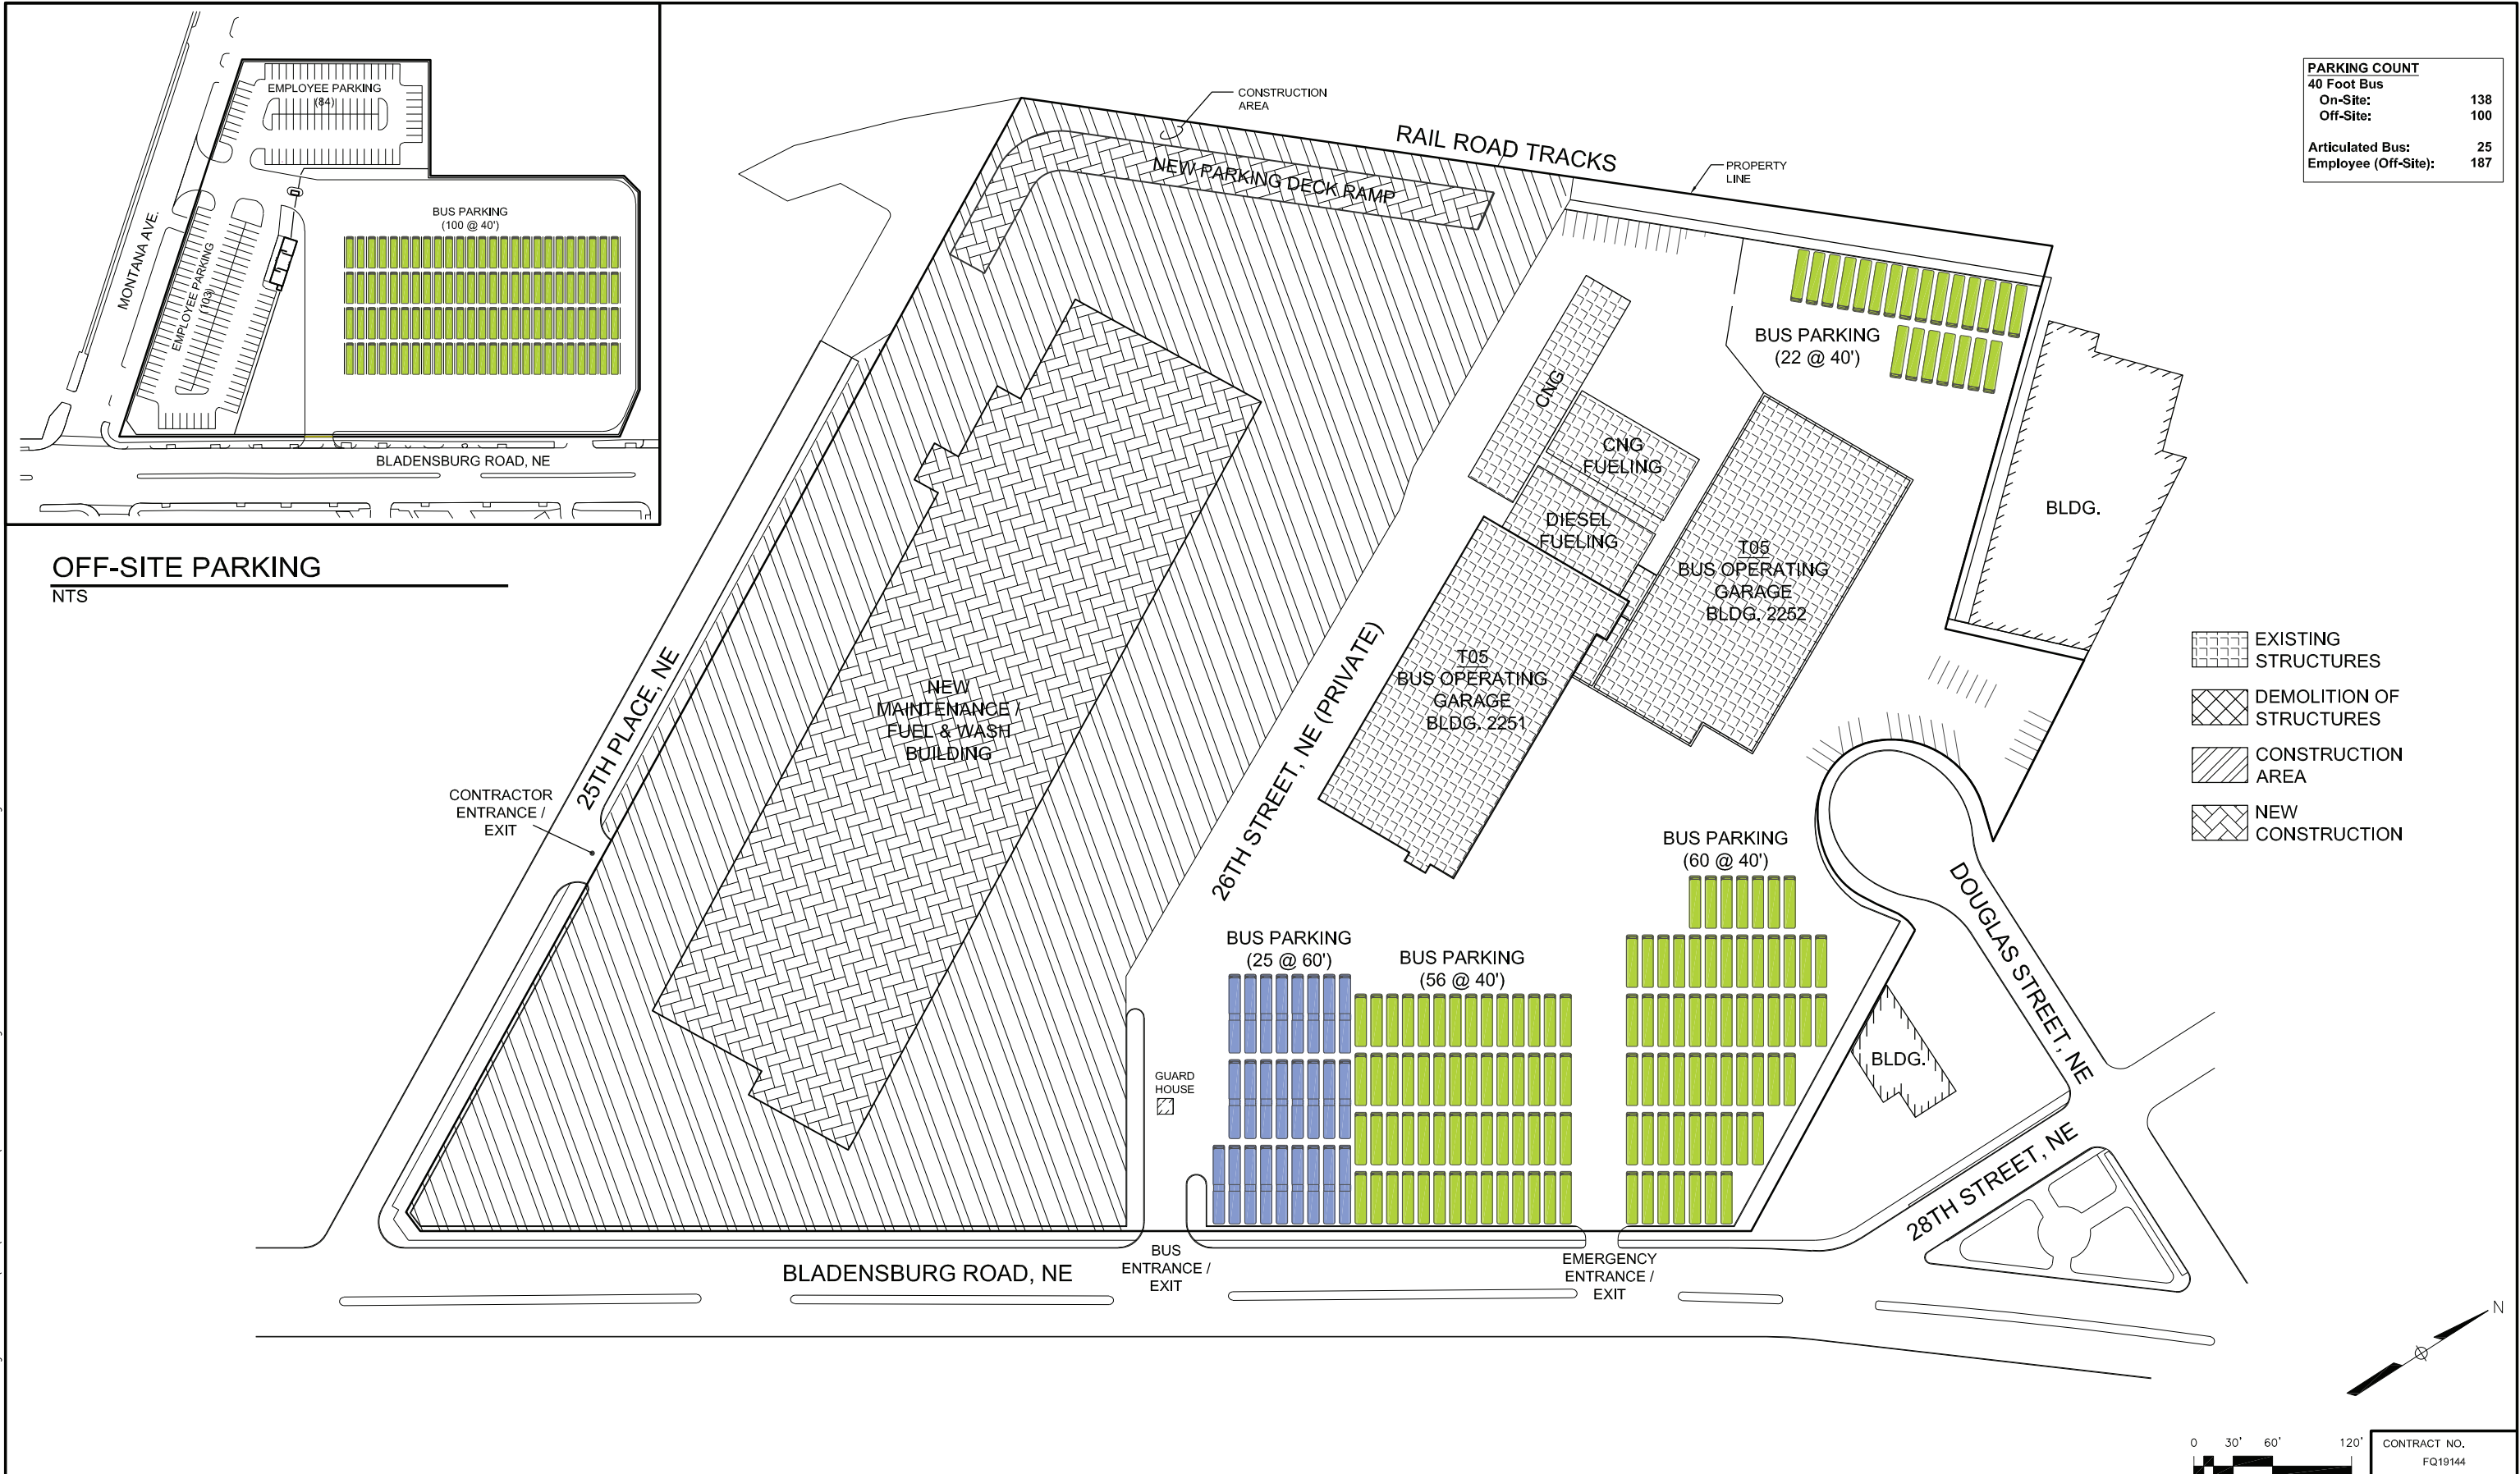 EMPLOYEE PARKING
(84)
MONTANA AVE.
EMPLOYEE PARKING
(103)
BUS PARKING
(100 @ 40')
BLADENSBURG ROAD, NE
OFF-SITE PARKING
NTS
PARKING COUNT
40 Foot Bus
On-Site: 138
Off-Site: 100
Articulated Bus: 25
Employee (Off-Site): 187
CONSTRUCTION
AREA
RAIL ROAD TRACKS
NEW PARKING DECK RAMP
PROPERTY
LINE
BUS PARKING
(22 @ 40')
CNG
CNG
FUELING
DIESEL
FUELING
T05
BUS OPERATING
GARAGE
BLDG. 2252
T05
BUS OPERATING
GARAGE
BLDG. 2251
BLDG.
EXISTING
STRUCTURES
DEMOLITION OF
STRUCTURES
CONSTRUCTION
AREA
NEW
CONSTRUCTION
NEW
MAINTENANCE /
FUEL & WASH
BUILDING
25TH PLACE, NE
26TH STREET, NE (PRIVATE)
CONTRACTOR
ENTRANCE /
EXIT
BUS PARKING
(60 @ 40')
BUS PARKING
(25 @ 60')
BUS PARKING
(56 @ 40')
DOUGLAS STREET, NE
BLDG.
GUARD
HOUSE
28TH STREET, NE
BLADENSBURG ROAD, NE
BUS
ENTRANCE /
EXIT
EMERGENCY
ENTRANCE /
EXIT
N
0 30' 60' 120'
CONTRACT NO.
FQ19144